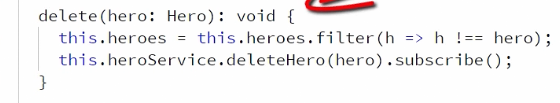 delete(hero: Hero): void {
this.heroes = this.heroes.filter(h => h !== hero);
this.heroService.deleteHero(hero).subscribe();
}